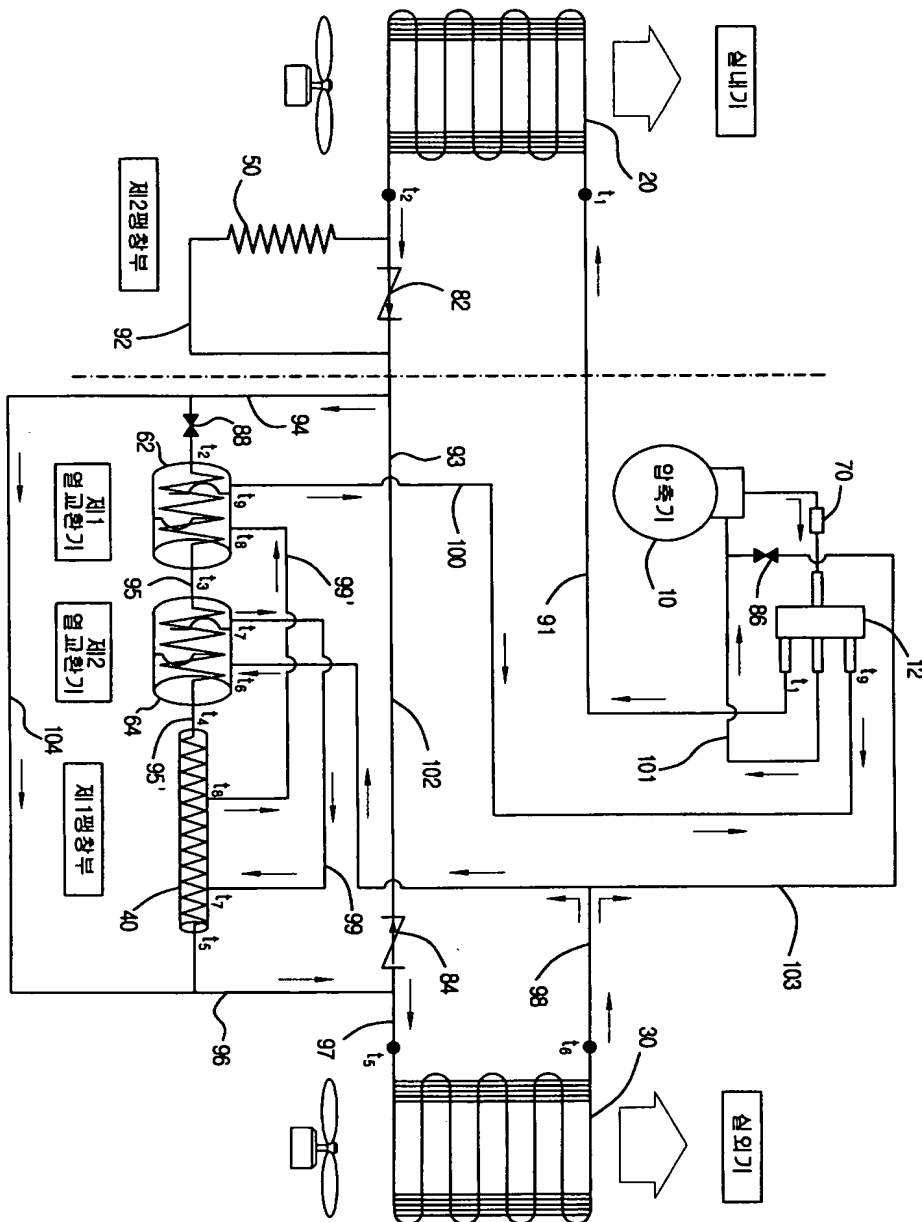 실내기
20
t₁
t₂
50
제2팽창부
92
82
94
93
88
62
t₂
t₉
t₈
제1
열교환기
100
99'
95
t₃
제2
열교환기
t₇
t₆
64
t₄
95'
104
제1팽창부
t₈
t₇
40
t₅
99
102
91
압축기
10
70
86
12
t₁
t₉
101
103
98
84
96
97
t₅
t₆
30
실외기